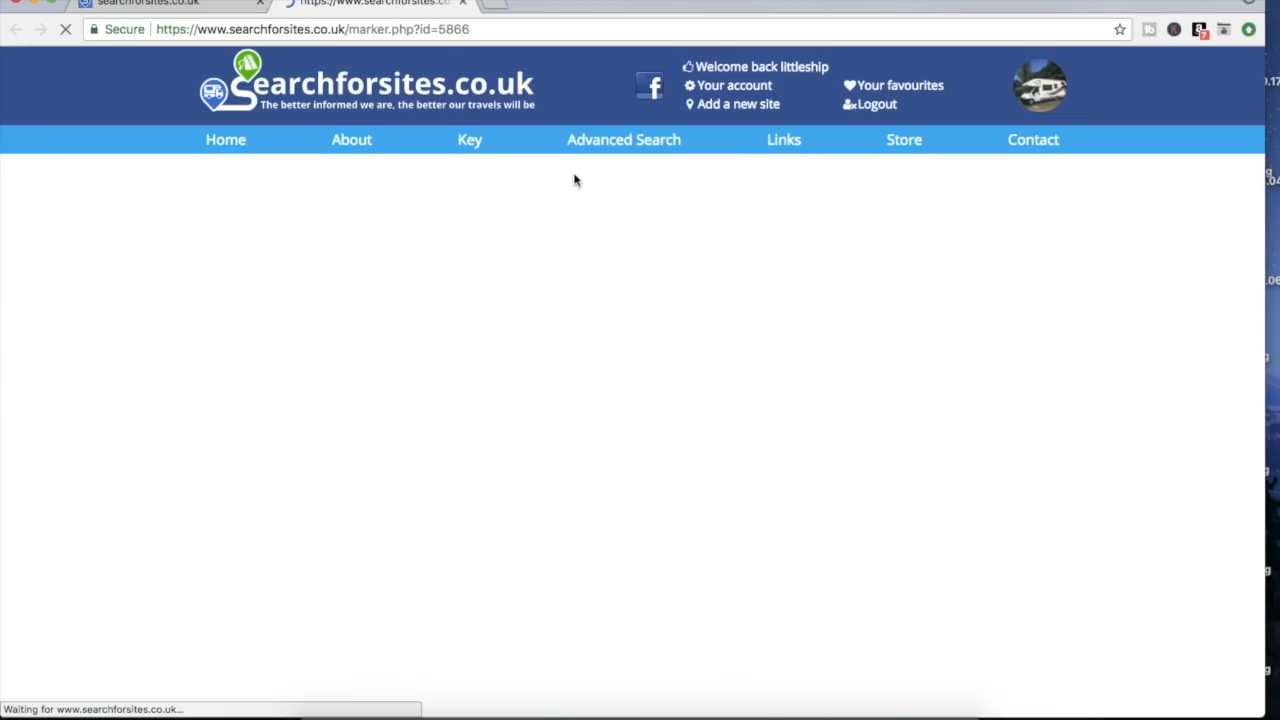 searchforsites.co.uk
https://www.searchforsites.co
Secure https://www.searchforsites.co.uk/marker.php?id=5866
Searchforsites.co.uk
The better informed we are, the better our travels will be
f
Welcome back littleship
Your account
Your favourites
Add a new site
Logout
Home About Key Advanced Search Links Store Contact
Waiting for www.searchforsites.co.uk...